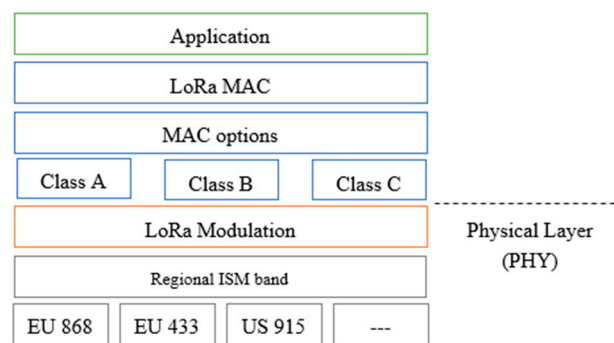 Application
LoRa MAC
MAC options
Class A
Class B
Class C
LoRa Modulation
Physical Layer
(PHY)
Regional ISM band
EU 868
EU 433
US 915
---